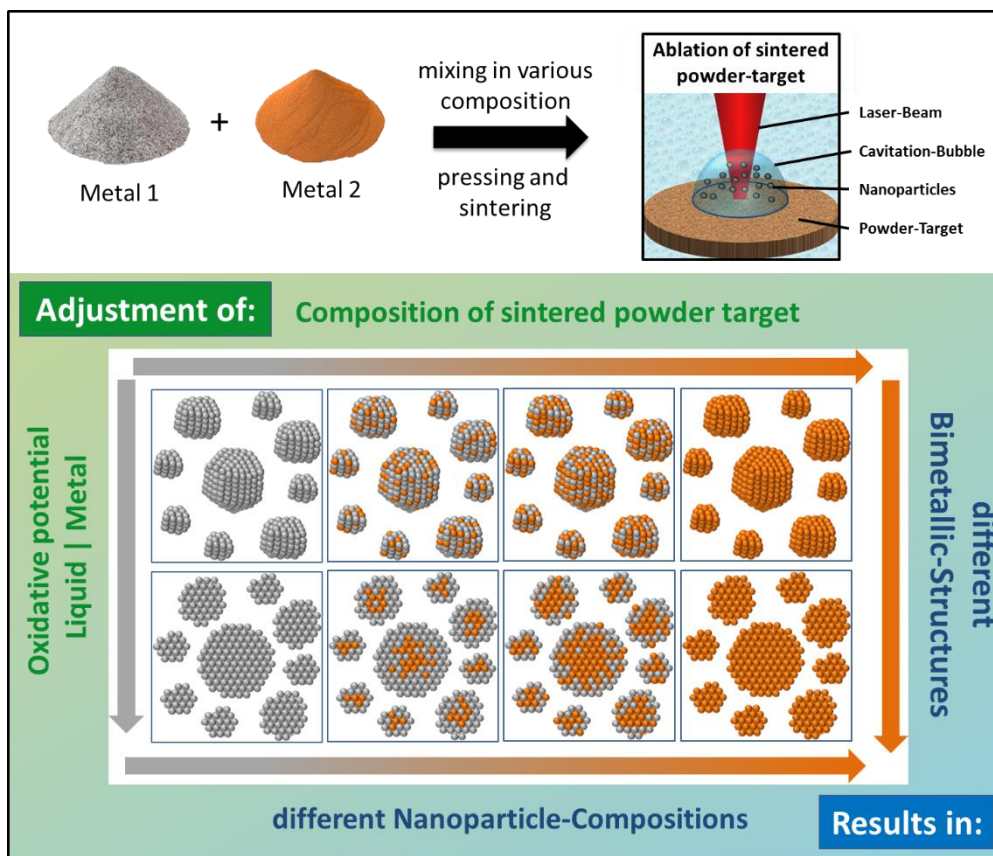 Metal 1
+
Metal 2
mixing in various
composition
pressing and
sintering
Ablation of sintered
powder-target
Laser-Beam
Cavitation-Bubble
Nanoparticles
Powder-Target
Adjustment of:
Composition of sintered powder target
Oxidative potential
Liquid | Metal
different
Bimetallic-Structures
different Nanoparticle-Compositions
Results in: